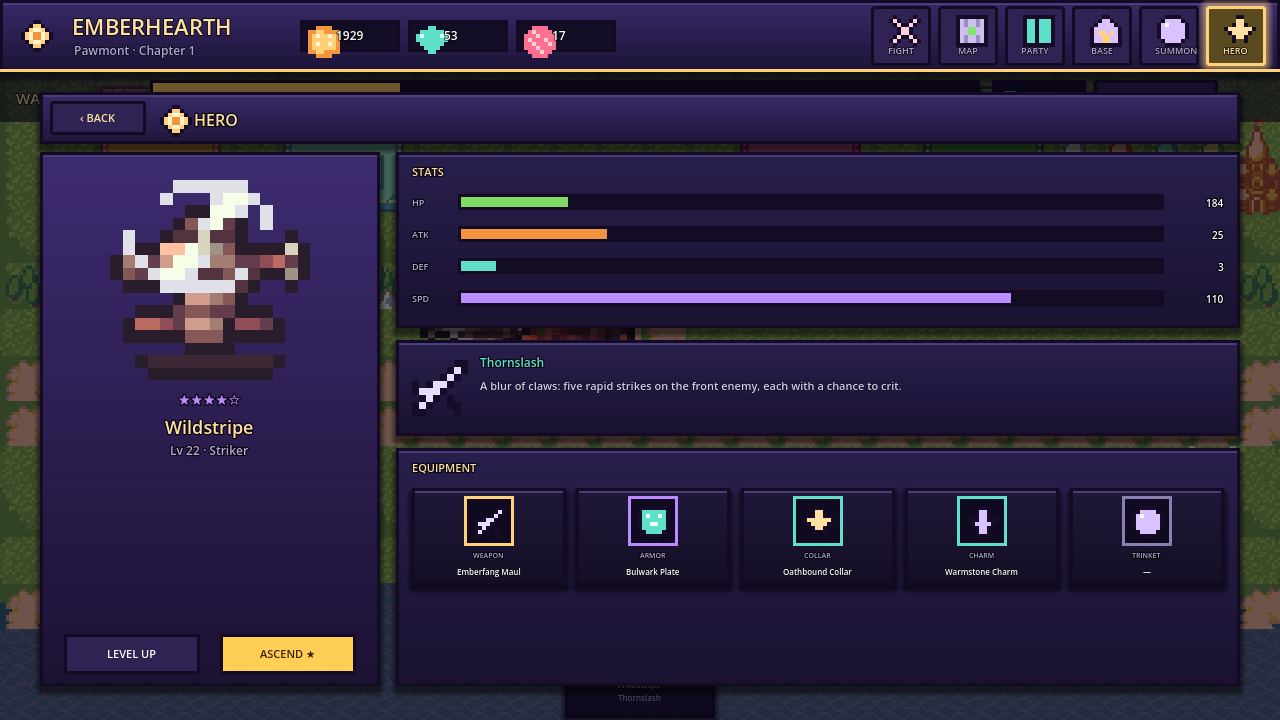 EMBERHEARTH
Pawmont · Chapter 1
1929
53
17
FIGHT
MAP
PARTY
BASE
SUMMON
HERO
WA
‹ BACK
HERO
★★★★☆
Wildstripe
Lv 22 · Striker
LEVEL UP
ASCEND ★
STATS
HP
184
ATK
25
DEF
3
SPD
110
Thornslash
A blur of claws: five rapid strikes on the front enemy, each with a chance to crit.
EQUIPMENT
WEAPON
Emberfang Maul
ARMOR
Bulwark Plate
COLLAR
Oathbound Collar
CHARM
Warmstone Charm
TRINKET
—
Thornslash